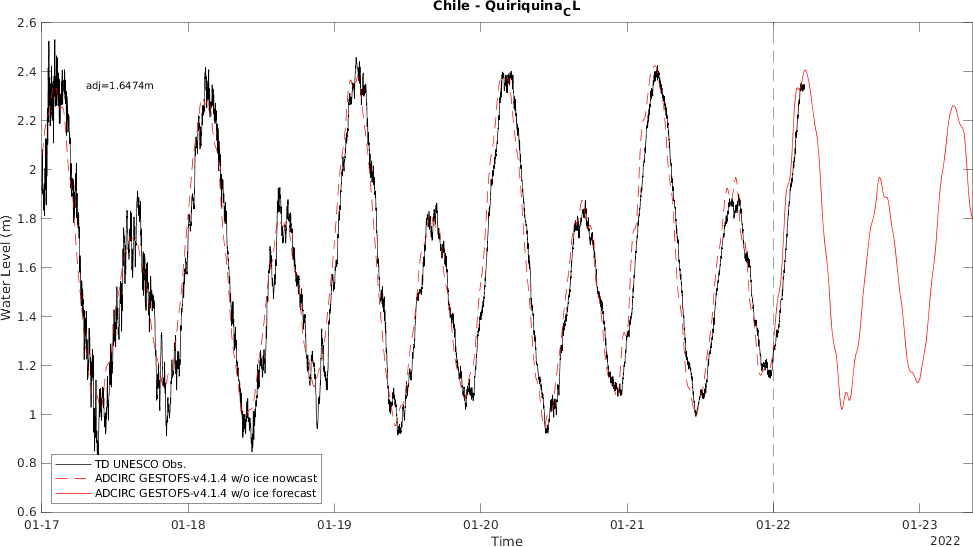 Chile - Quiriquina_CL
2.6
2.4
2.2
2
1.8
1.6
1.4
1.2
1
0.8
0.6
Water Level (m)
adj=1.6474m
TD UNESCO Obs.
ADCIRC GESTOFS-v4.1.4 w/o ice nowcast
ADCIRC GESTOFS-v4.1.4 w/o ice forecast
01-17 01-18 01-19 01-20 01-21 01-22 01-23
Time
2022